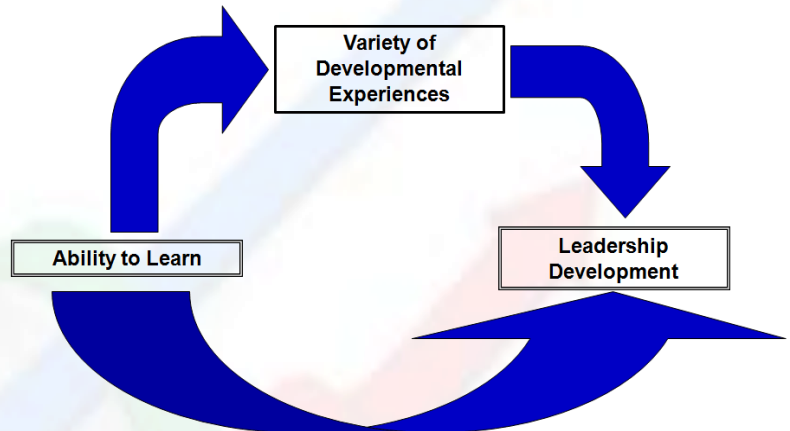 Variety of
Developmental
Experiences
Ability to Learn
Leadership
Development